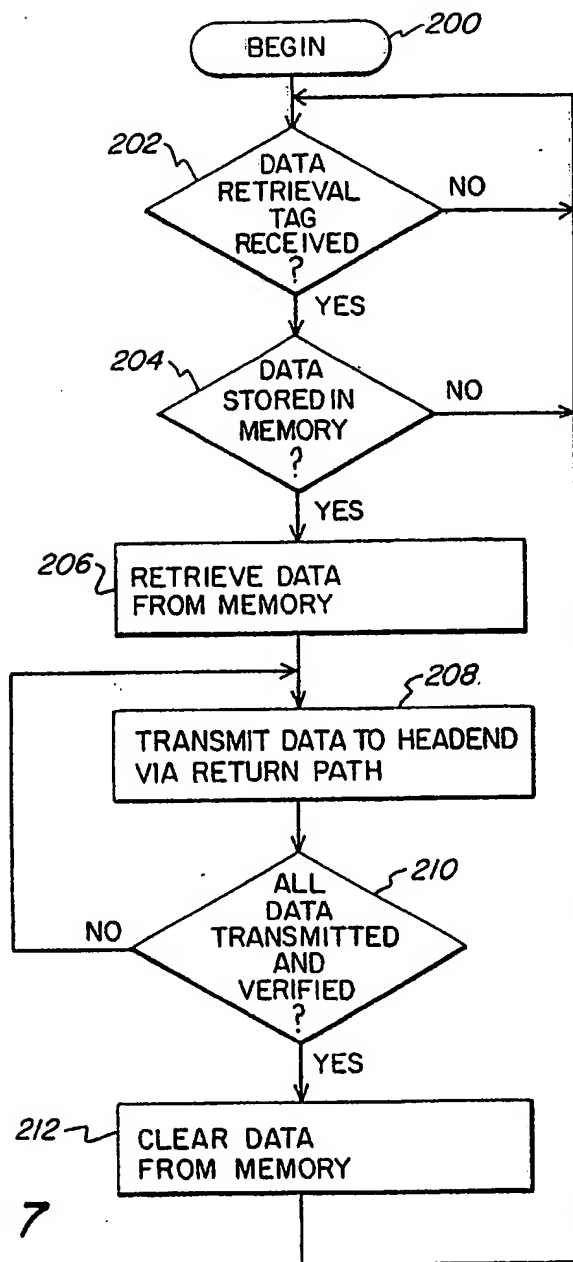 BEGIN
200
202
DATA
RETRIEVAL
TAG
RECEIVED
?
NO
YES
204
DATA
STORED IN
MEMORY
?
NO
YES
206
RETRIEVE DATA
FROM MEMORY
208.
TRANSMIT DATA TO HEADEND
VIA RETURN PATH
210
ALL
DATA
TRANSMITTED
AND
VERIFIED
?
NO
YES
212
CLEAR DATA
FROM MEMORY
7